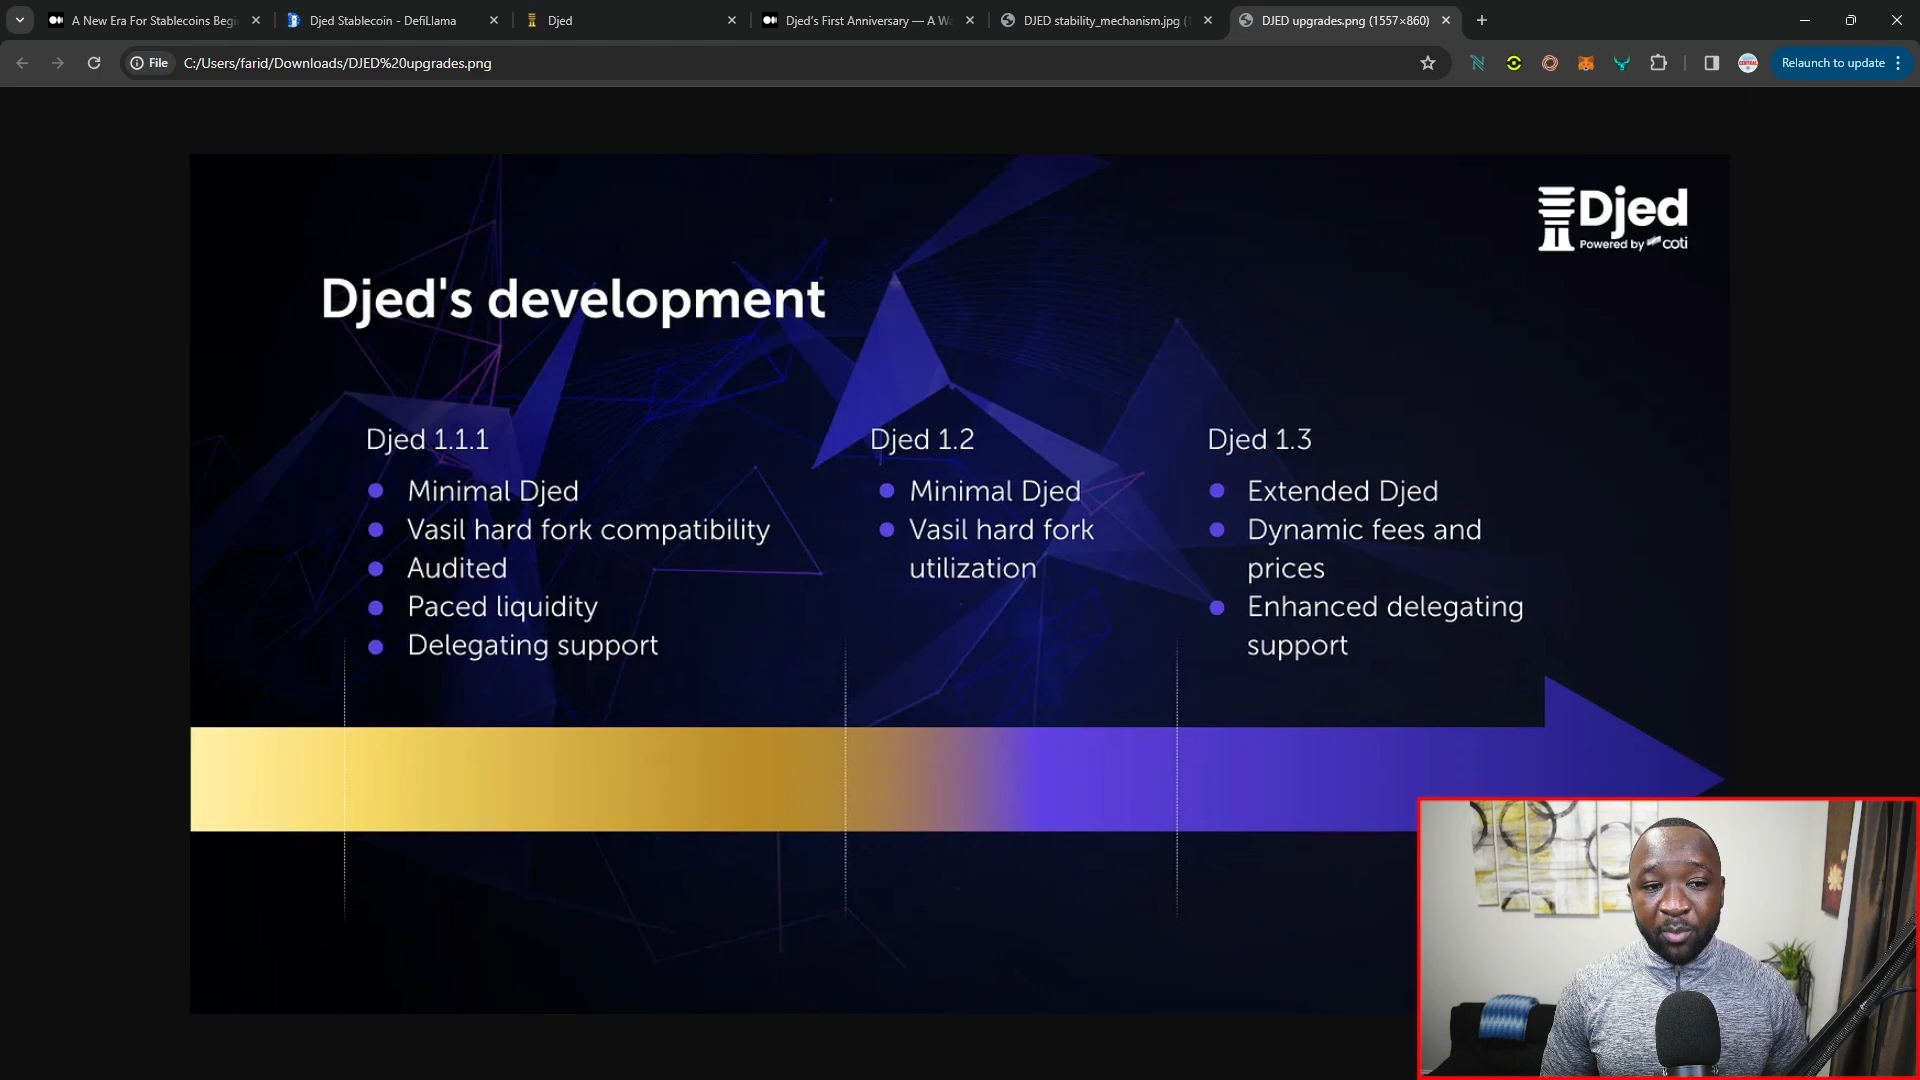 A New Era For Stablecoins Begi
Djed Stablecoin - DefiLlama
Djed
Djed's First Anniversary — A Wa
DJED stability_mechanism.jpg (1
DJED upgrades.png (1557×860)
File
C:/Users/farid/Downloads/DJED%20upgrades.png
Relaunch to update
Djed
Powered by coti
Djed's development
Djed 1.1.1
Minimal Djed
Vasil hard fork compatibility
Audited
Paced liquidity
Delegating support
Djed 1.2
Minimal Djed
Vasil hard fork
utilization
Djed 1.3
Extended Djed
Dynamic fees and
prices
Enhanced delegating
support